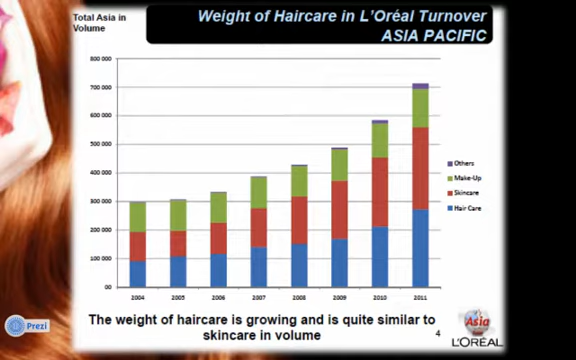 Total Asia in
Volume
Weight of Haircare in L'Oréal Turnover
ASIA PACIFIC
800 000
700 000
600 000
500 000
400 000
300 000
200 000
100 000
00
2004 2005 2006 2007 2008 2009 2010 2011
Others
Make-Up
Skincare
Hair Care
The weight of haircare is growing and is quite similar to
skincare in volume
4
Prezi
Asia
L'ORÉAL